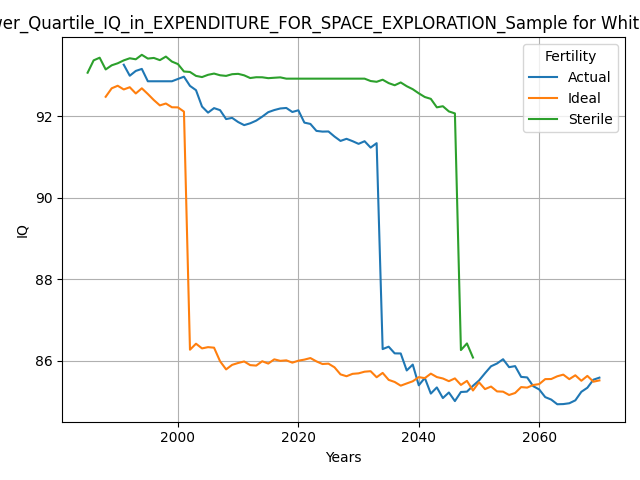 wer_Quartile_IQ_in_EXPENDITURE_FOR_SPACE_EXPLORATION_Sample for Whit
Fertility
Actual
Ideal
Sterile
92
90
88
86
IQ
2000
2020
2040
2060
Years